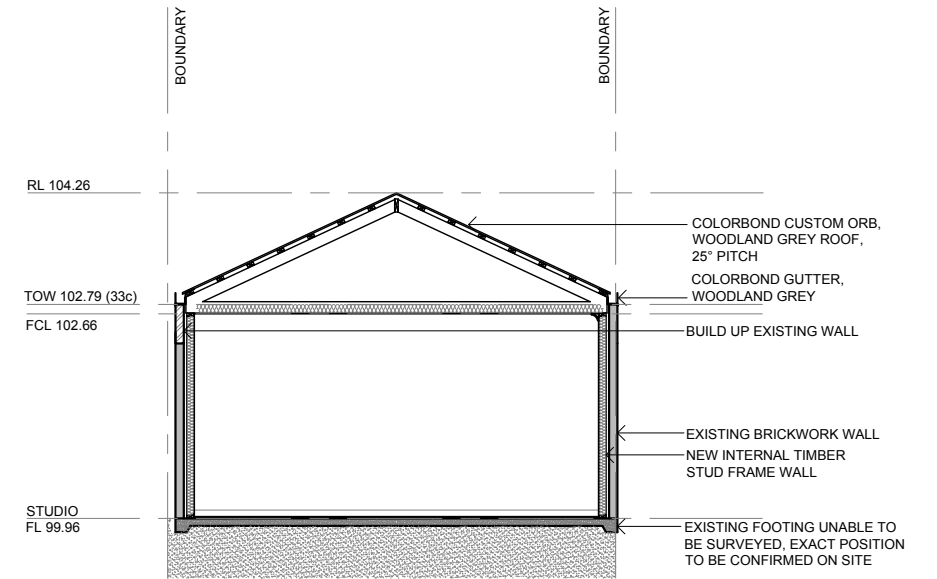 BOUNDARY
BOUNDARY
RL 104.26
COLORBOND CUSTOM ORB,
WOODLAND GREY ROOF,
25° PITCH
COLORBOND GUTTER,
WOODLAND GREY
TOW 102.79 (33c)
FCL 102.66
BUILD UP EXISTING WALL
EXISTING BRICKWORK WALL
NEW INTERNAL TIMBER
STUD FRAME WALL
STUDIO
FL 99.96
EXISTING FOOTING UNABLE TO
BE SURVEYED, EXACT POSITION
TO BE CONFIRMED ON SITE